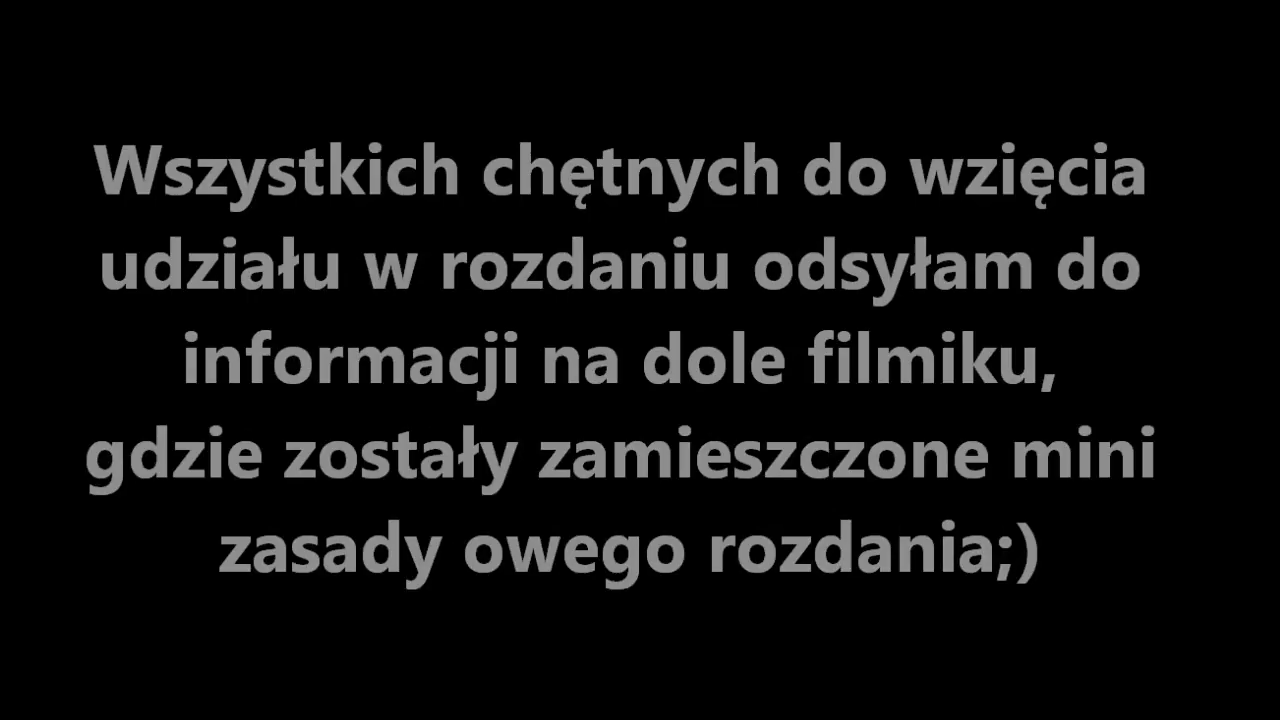 Wszystkich chętnych do wzięcia
udziału w rozdaniu odsyłam do
informacji na dole filmiku,
gdzie zostały zamieszczone mini
zasady owego rozdania;)